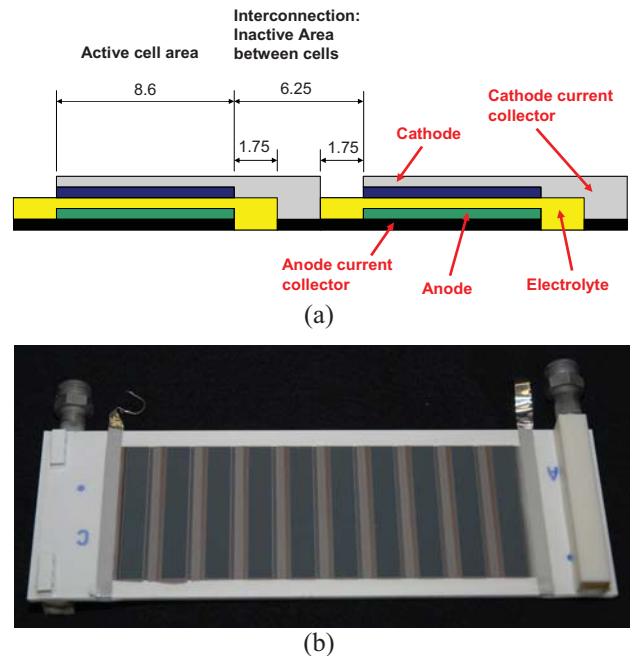 Interconnection:
Inactive Area
between cells
Active cell area
8.6
6.25
1.75
1.75
Cathode current
collector
Cathode
Anode current
collector
Anode
Electrolyte
(a)
C
A
(b)